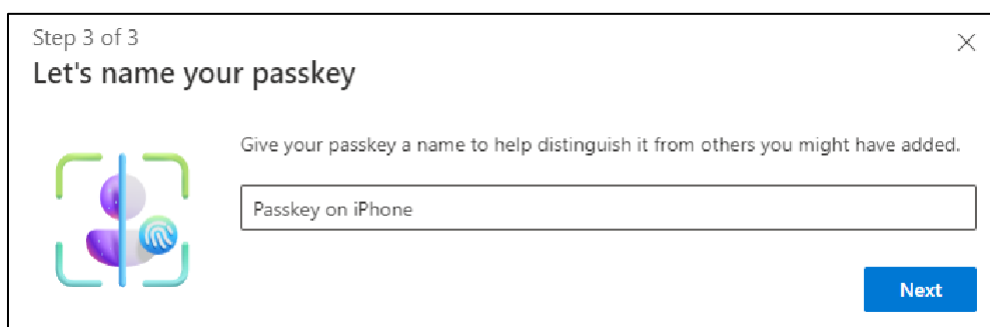 Step 3 of 3
Let's name your passkey
Give your passkey a name to help distinguish it from others you might have added.
Passkey on iPhone
Next